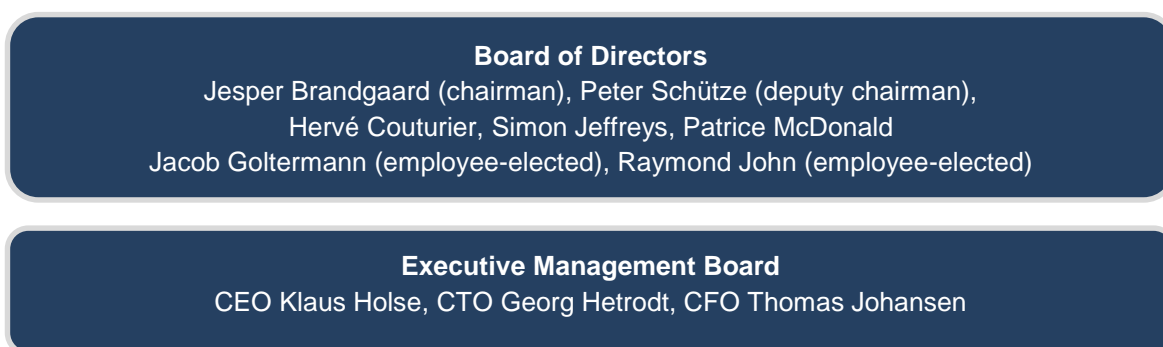 Board of Directors
Jesper Brandgaard (chairman), Peter Schütze (deputy chairman),
Hervé Couturier, Simon Jeffreys, Patrice McDonald
Jacob Goltermann (employee-elected), Raymond John (employee-elected)
Executive Management Board
CEO Klaus Holse, CTO Georg Hetrodt, CFO Thomas Johansen